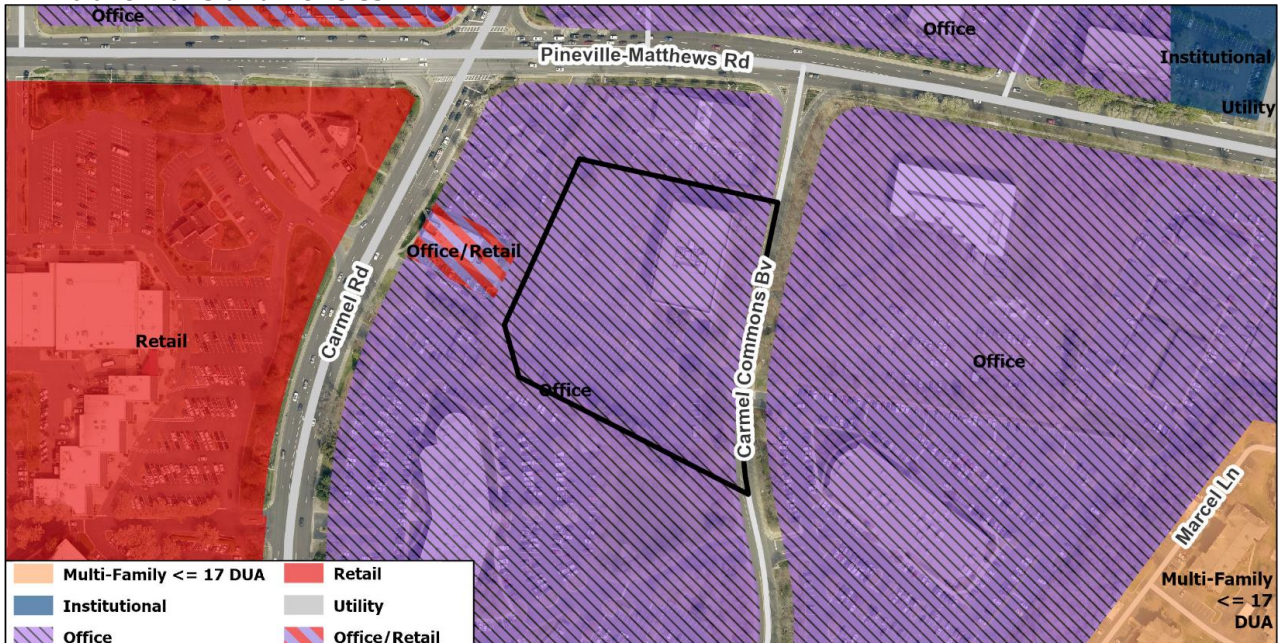 Office
Office
Pineville-Matthews Rd
Institutional
Utility
Office/Retail
Carmel Rd
Retail
Carmel Commons Bv
Office
Office
Marcel Ln
Multi-Family
<= 17
DUA
Multi-Family <= 17 DUA
Retail
Institutional
Utility
Office
Office/Retail